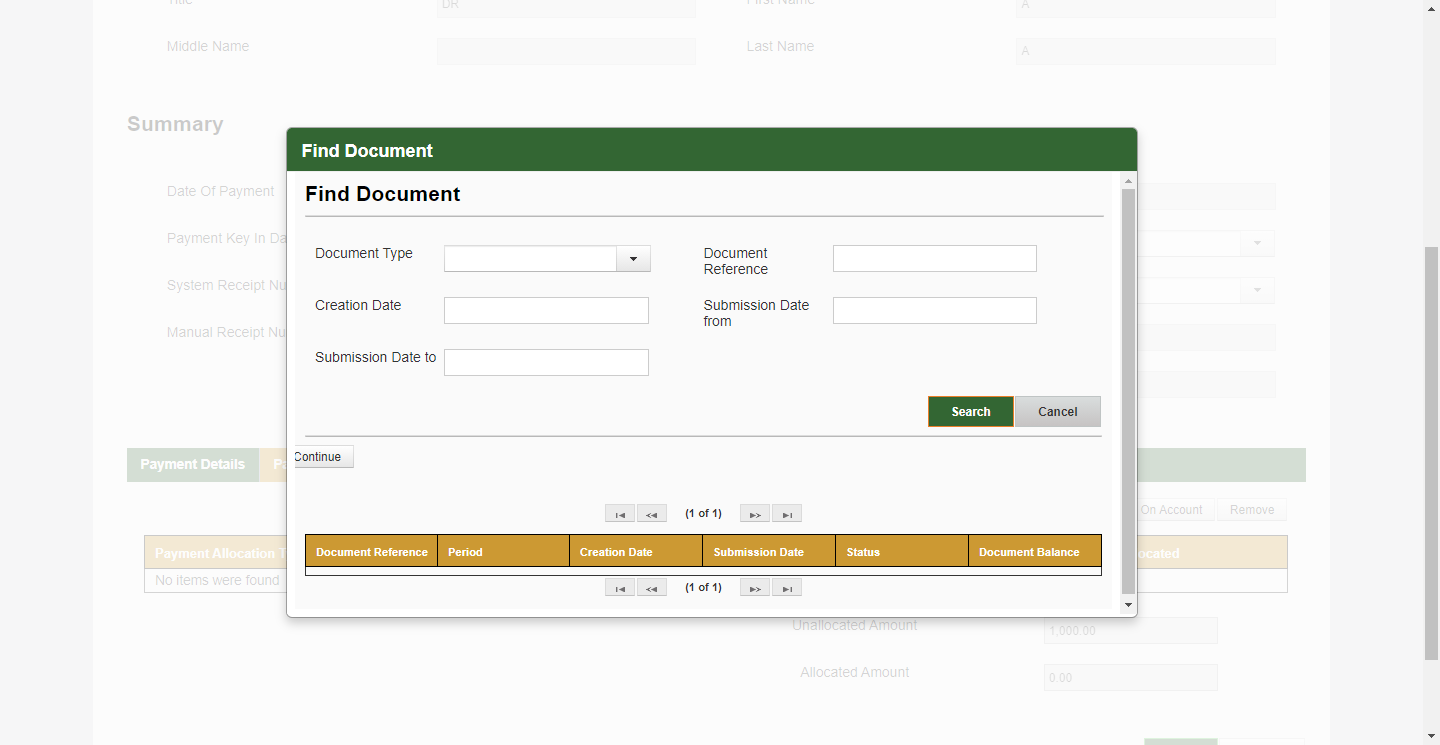 Title
DR
First Name
A
Middle Name
Last Name
A
Summary
Find Document
Find Document
Date Of Payment
Payment Key In Da
System Receipt Nu
Manual Receipt Nu
Document Type
Document
Reference
Creation Date
Submission Date
from
Submission Date to
Search
Cancel
Continue
Payment Details
Pa
On Account
Remove
(1 of 1)
Payment Allocation T
ocated
No items were found
Document Reference
Period
Creation Date
Submission Date
Status
Document Balance
(1 of 1)
Unallocated Amount
1,000.00
Allocated Amount
0.00